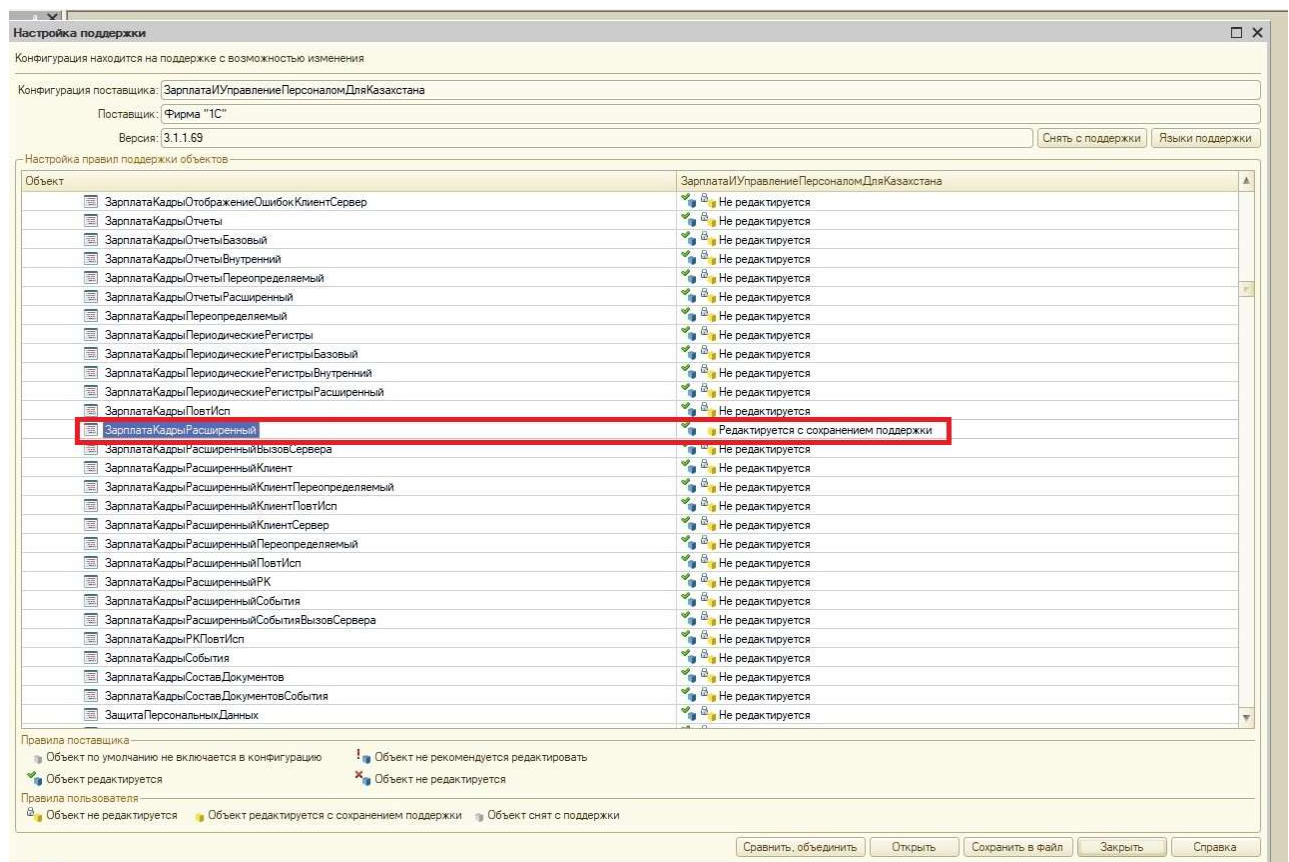 Настройка поддержки
Конфигурация находится на поддержке с возможностью изменения
Конфигурация поставщика: ЗарплатаИУправлениеПерсоналомДляКазахстана
Поставщик: Фирма "1С"
Версия: 3.1.1.69 Снять с поддержки Языки поддержки
Настройка правил поддержки объектов
Объект ЗарплатаИУправлениеПерсоналомДляКазахстана
ЗарплатаКадрыОтображениеОшибокКлиентСервер Не редактируется
ЗарплатаКадрыОтчеты Не редактируется
ЗарплатаКадрыОтчетыБазовый Не редактируется
ЗарплатаКадрыОтчетыВнутренний Не редактируется
ЗарплатаКадрыОтчетыПереопределяемый Не редактируется
ЗарплатаКадрыОтчетыРасширенный Не редактируется
ЗарплатаКадрыПереопределяемый Не редактируется
ЗарплатаКадрыПериодическиеРегистры Не редактируется
ЗарплатаКадрыПериодическиеРегистрыБазовый Не редактируется
ЗарплатаКадрыПериодическиеРегистрыВнутренний Не редактируется
ЗарплатаКадрыПериодическиеРегистрыРасширенный Не редактируется
ЗарплатаКадрыПовтИсп Не редактируется
ЗарплатаКадрыРасширенный Редактируется с сохранением поддержки
ЗарплатаКадрыРасширенныйВызовСервера Не редактируется
ЗарплатаКадрыРасширенныйКлиент Не редактируется
ЗарплатаКадрыРасширенныйКлиентПереопределяемый Не редактируется
ЗарплатаКадрыРасширенныйКлиентПовтИсп Не редактируется
ЗарплатаКадрыРасширенныйКлиентСервер Не редактируется
ЗарплатаКадрыРасширенныйПереопределяемый Не редактируется
ЗарплатаКадрыРасширенныйПовтИсп Не редактируется
ЗарплатаКадрыРасширенныйРК Не редактируется
ЗарплатаКадрыРасширенныйСобытия Не редактируется
ЗарплатаКадрыРасширенныйСобытияВызовСервера Не редактируется
ЗарплатаКадрыРКПовтИсп Не редактируется
ЗарплатаКадрыСобытия Не редактируется
ЗарплатаКадрыСоставДокументов Не редактируется
ЗарплатаКадрыСоставДокументовСобытия Не редактируется
ЗащитаПерсональныхДанных Не редактируется
Правила поставщика
Объект по умолчанию не включается в конфигурацию Объект не рекомендуется редактировать
Объект редактируется Объект не редактируется
Правила пользователя
Объект не редактируется Объект редактируется с сохранением поддержки Объект снят с поддержки
Сравнить, объединить Открыть Сохранить в файл Закрыть Справка